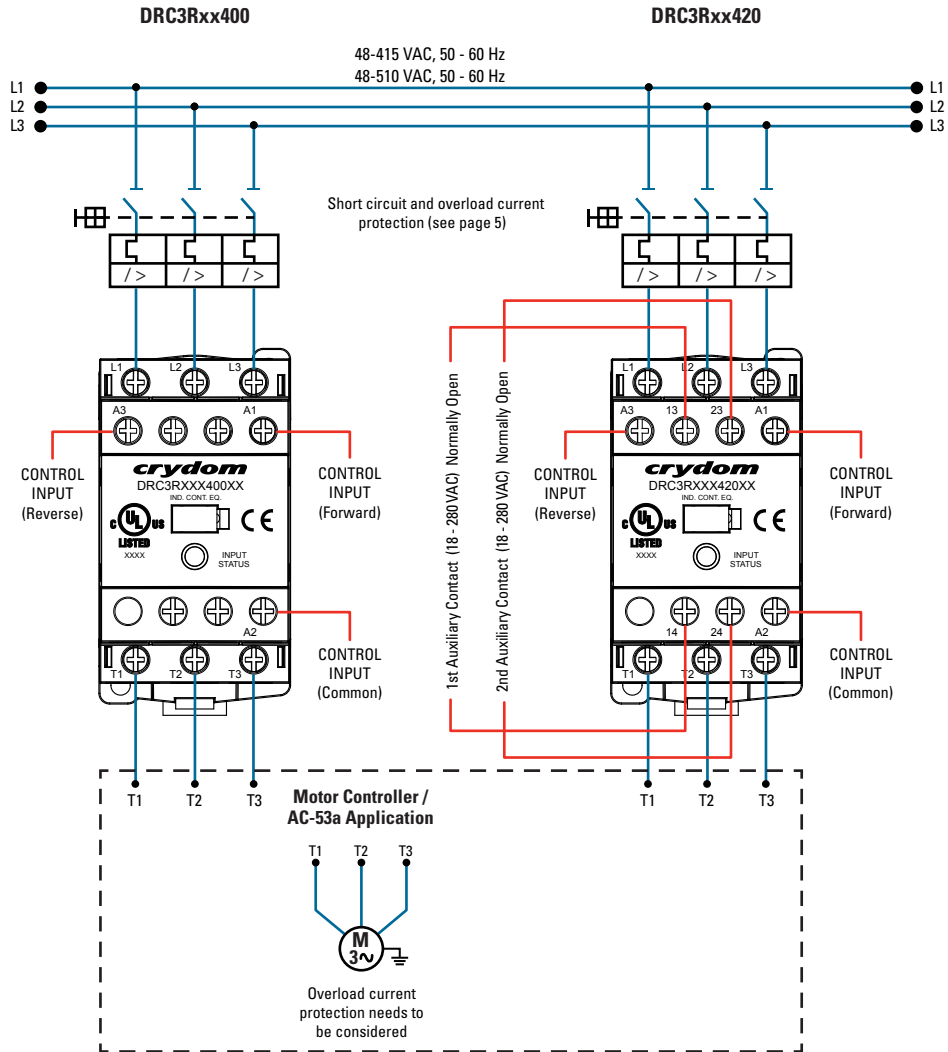 DRC3Rxx400
DRC3Rxx420
48-415 VAC, 50 - 60 Hz
48-510 VAC, 50 - 60 Hz
L1
L2
L3
L1
L2
L3
Short circuit and overload current
protection (see page 5)
/ >
/ >
/ >
/ >
/ >
/ >
L1
L2
L3
A3
A1
CONTROL
INPUT
(Reverse)
crydom
DRC3RXXX400XX
IND. CONT. EQ.
C UL US
LISTED
XXXX
CE
INPUT
STATUS
CONTROL
INPUT
(Forward)
A2
T1
T2
T3
CONTROL
INPUT
(Common)
1st Auxiliary Contact (18 - 280 VAC) Normally Open
2nd Auxiliary Contact (18 - 280 VAC) Normally Open
L1
L2
L3
A3
13
23
A1
CONTROL
INPUT
(Reverse)
crydom
DRC3RXXX420XX
IND. CONT. EQ.
C UL US
LISTED
XXXX
CE
INPUT
STATUS
CONTROL
INPUT
(Forward)
14
24
A2
T1
T2
T3
CONTROL
INPUT
(Common)
T1
T2
T3
T1
T2
T3
Motor Controller /
AC-53a Application
T1
T2
T3
M
3~
Overload current
protection needs to
be considered